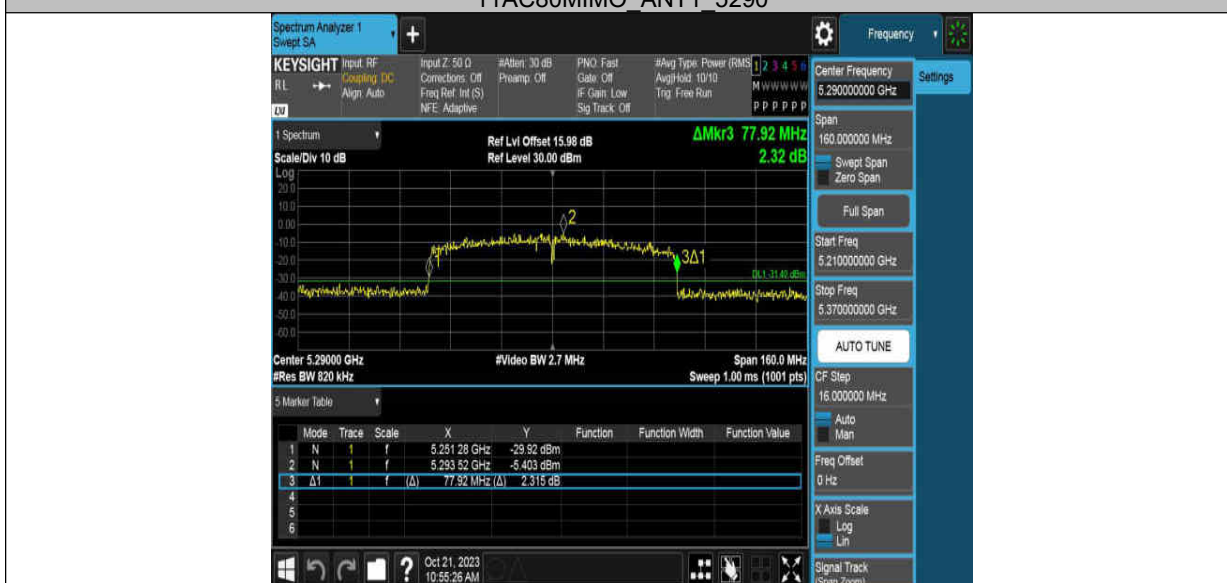 11AC80MIMO_ANT1_5290
Spectrum Analyzer 1
Swept SA
+
Frequency
KEYSIGHT
RL
Input: RF
Coupling: DC
Align: Auto
Input Z: 50 Ω
Corrections: Off
Freq Ref: Int (S)
NFE: Adaptive
#Atten: 30 dB
Preamp: Off
PNO: Fast
Gate: Off
IF Gain: Low
Sig Track: Off
#Avg Type: Power (RMS
Avg|Hold: 10/10
Trig: Free Run
1 2 3 4 5 6
M W W W W W
P P P P P P
Center Frequency
5.290000000 GHz
Settings
Span
160.000000 MHz
Swept Span
Zero Span
Full Span
Start Freq
5.210000000 GHz
Stop Freq
5.370000000 GHz
AUTO TUNE
CF Step
16.000000 MHz
Auto
Man
Freq Offset
0 Hz
X Axis Scale
Log
Lin
Signal Track
(Span Zoom)
1 Spectrum
Scale/Div 10 dB
Ref Lvl Offset 15.98 dB
Ref Level 30.00 dBm
ΔMkr3 77.92 MHz
2.32 dB
Log
20.0
10.0
0.00
-10.0
-20.0
-30.0
-40.0
-50.0
-60.0
2
3Δ1
DL1 -31.40 dBm
Center 5.29000 GHz
#Res BW 820 kHz
#Video BW 2.7 MHz
Span 160.0 MHz
Sweep 1.00 ms (1001 pts)
5 Marker Table
Mode Trace Scale X Y Function Function Width Function Value
1 N 1 f 5.251 28 GHz -29.92 dBm
2 N 1 f 5.293 52 GHz -5.403 dBm
3 Δ1 1 f (Δ) 77.92 MHz (Δ) 2.315 dB
4
5
6
?
Oct 21, 2023
10:55:26 AM